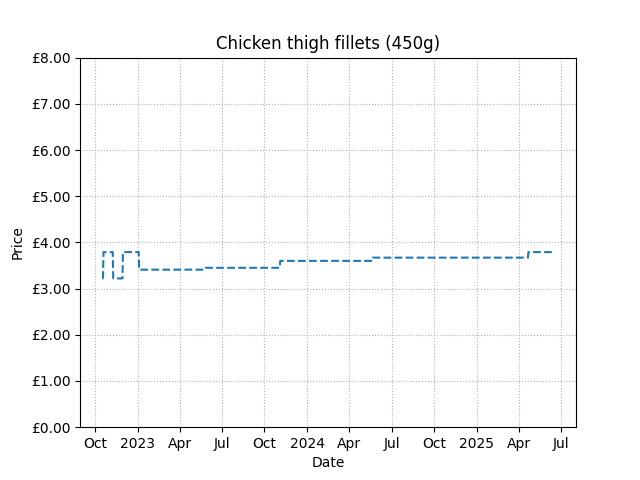 Chicken thigh fillets (450g)
£8.00
£7.00
£6.00
£5.00
£4.00
£3.00
£2.00
£1.00
£0.00
Price
Oct 2023 Apr Jul Oct 2024 Apr Jul Oct 2025 Apr Jul
Date